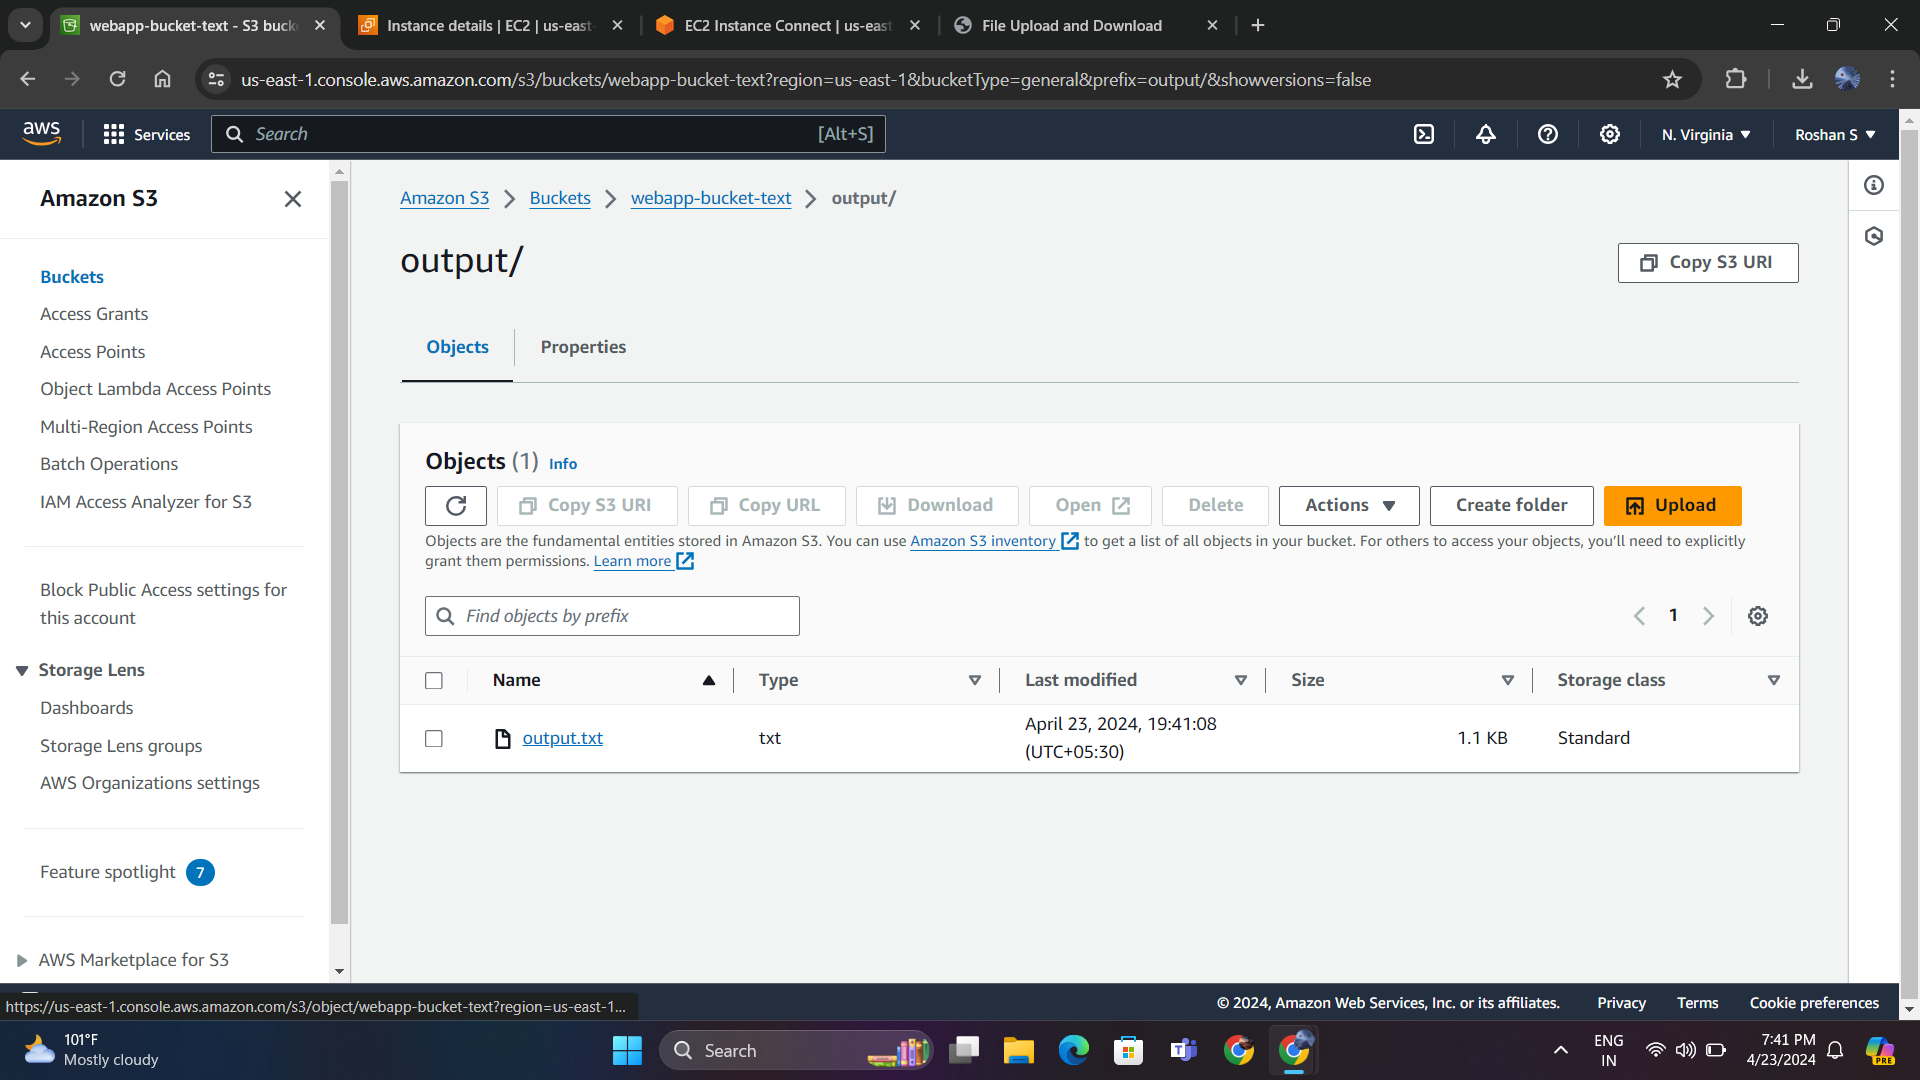 webapp-bucket-text - S3 bucke
Instance details | EC2 | us-east-
EC2 Instance Connect | us-east
File Upload and Download
us-east-1.console.aws.amazon.com/s3/buckets/webapp-bucket-text?region=us-east-1&bucketType=general&prefix=output/&showversions=false
aws
Services
Search
[Alt+S]
N. Virginia
Roshan S
Amazon S3
Buckets
Access Grants
Access Points
Object Lambda Access Points
Multi-Region Access Points
Batch Operations
IAM Access Analyzer for S3
Block Public Access settings for
this account
Storage Lens
Dashboards
Storage Lens groups
AWS Organizations settings
Feature spotlight 7
AWS Marketplace for S3
Amazon S3
Buckets
webapp-bucket-text
output/
output/
Copy S3 URI
Objects
Properties
Objects (1) Info
Copy S3 URI
Copy URL
Download
Open
Delete
Actions
Create folder
Upload
Objects are the fundamental entities stored in Amazon S3. You can use Amazon S3 inventory to get a list of all objects in your bucket. For others to access your objects, you'll need to explicitly
grant them permissions. Learn more
Find objects by prefix
1
Name
Type
Last modified
Size
Storage class
output.txt
txt
April 23, 2024, 19:41:08
(UTC+05:30)
1.1 KB
Standard
https://us-east-1.console.aws.amazon.com/s3/object/webapp-bucket-text?region=us-east-1...
© 2024, Amazon Web Services, Inc. or its affiliates.
Privacy
Terms
Cookie preferences
101°F
Mostly cloudy
Search
ENG
IN
7:41 PM
4/23/2024
PRE